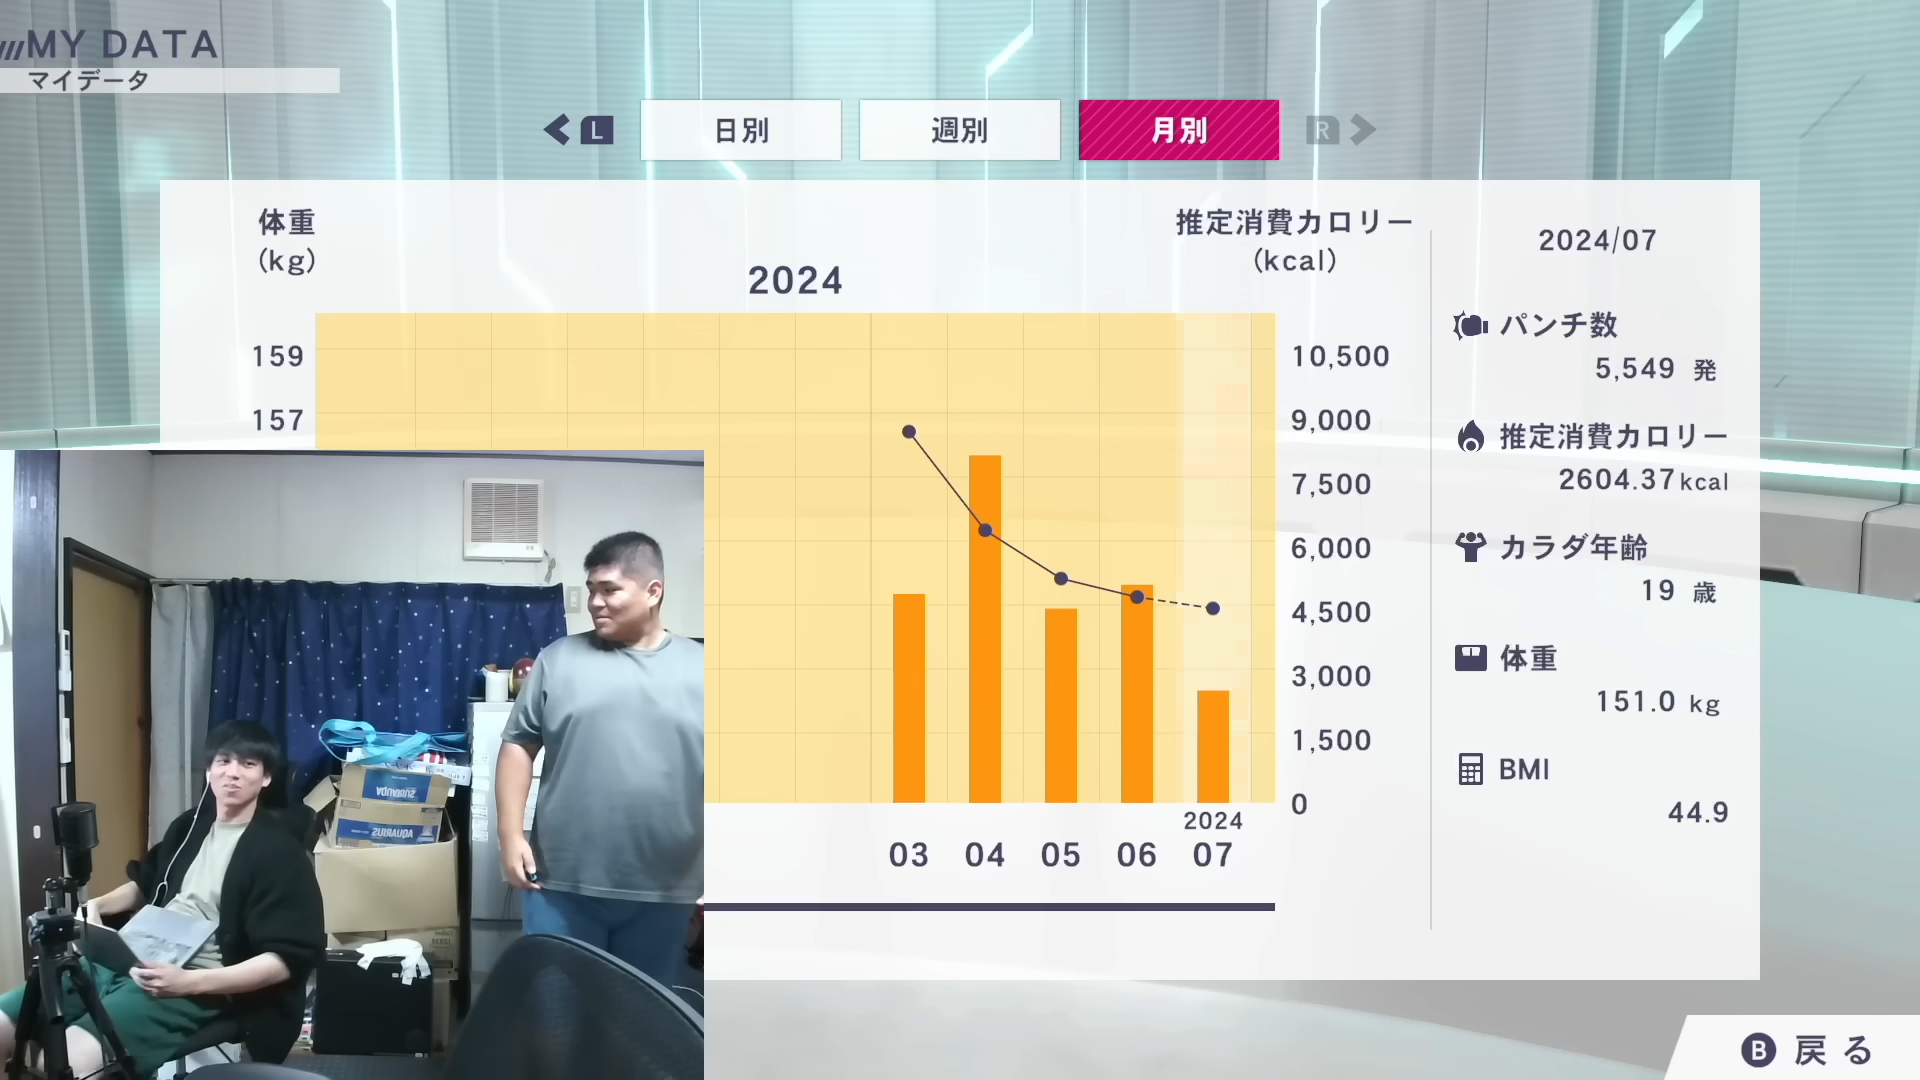 MY DATA
マイデータ
L
日別
週別
月別
R
体重
(kg)
2024
推定消費カロリー
(kcal)
159
157
10,500
9,000
7,500
6,000
4,500
3,000
1,500
0
2024
03 04 05 06 07
2024/07
パンチ数
5,549 発
推定消費カロリー
2604.37kcal
カラダ年齢
19 歳
体重
151.0 kg
BMI
44.9
AQUARIUS
B 戻る